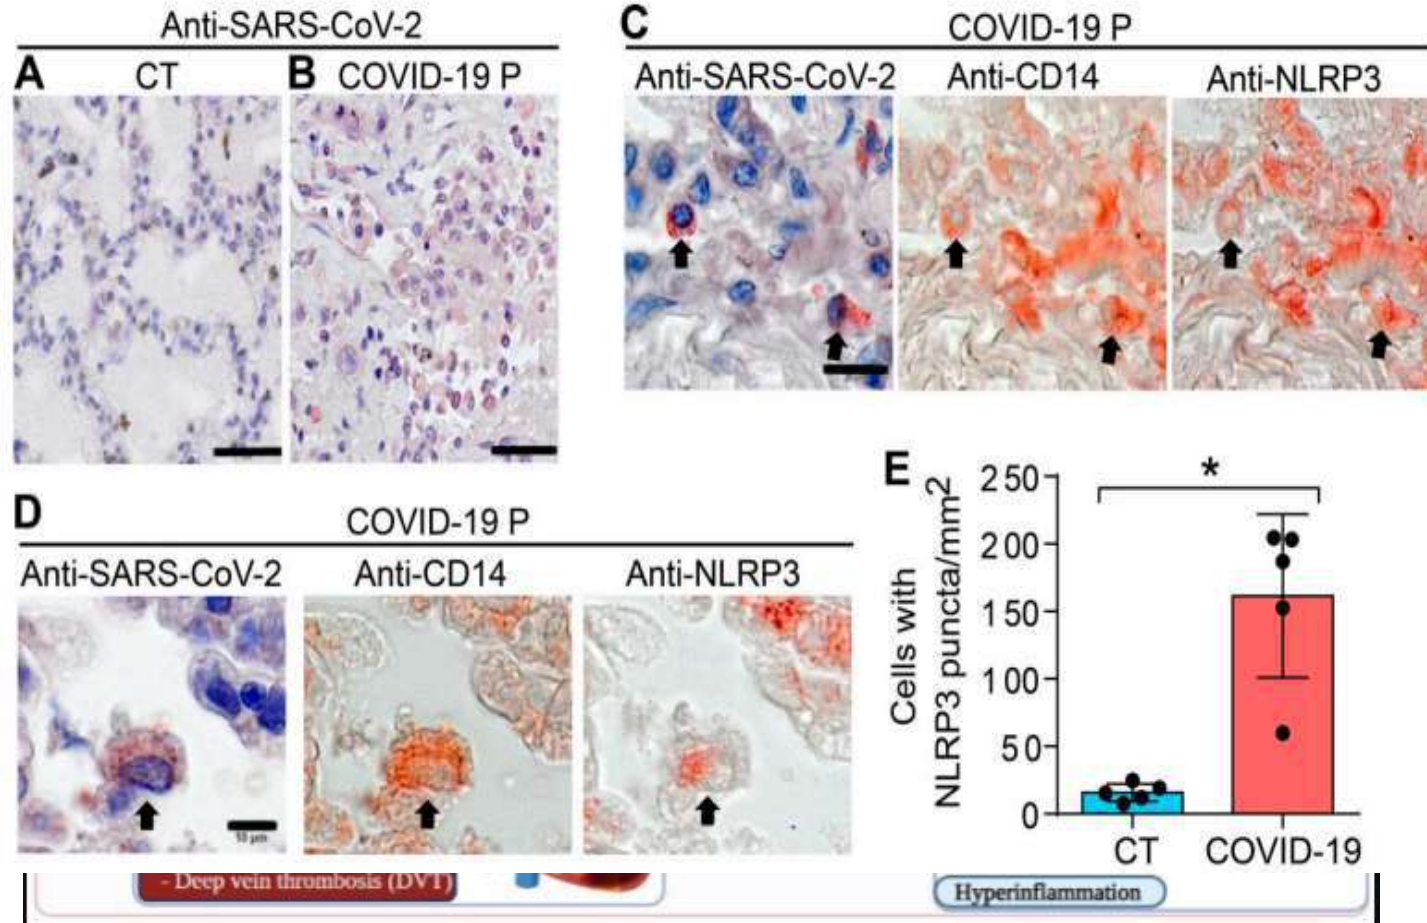 Anti-SARS-CoV-2
A CT B COVID-19 P
C COVID-19 P
Anti-SARS-CoV-2 Anti-CD14 Anti-NLRP3
D COVID-19 P
Anti-SARS-CoV-2 Anti-CD14 Anti-NLRP3
10 µm
E
Cells with
NLRP3 puncta/mm2
250
200
150
100
50
0
*
CT COVID-19
- Deep vein thrombosis (DVT)
Hyperinflammation